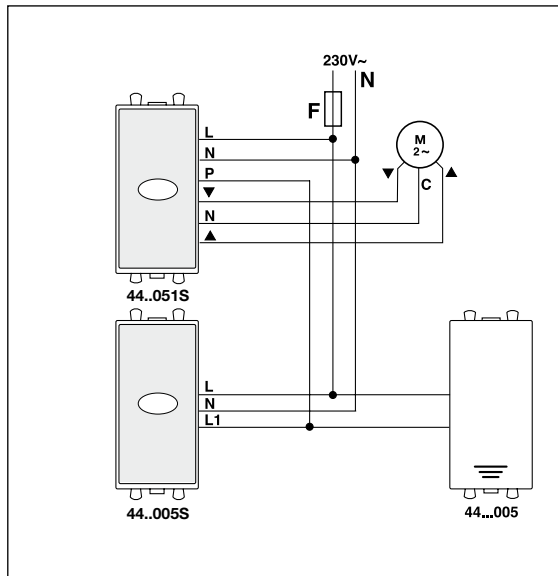 230V~
N
F
L
N
P
▼
N
▲
M
2~
▼ C ▲
44..051S
L
N
L1
44..005S
44...005